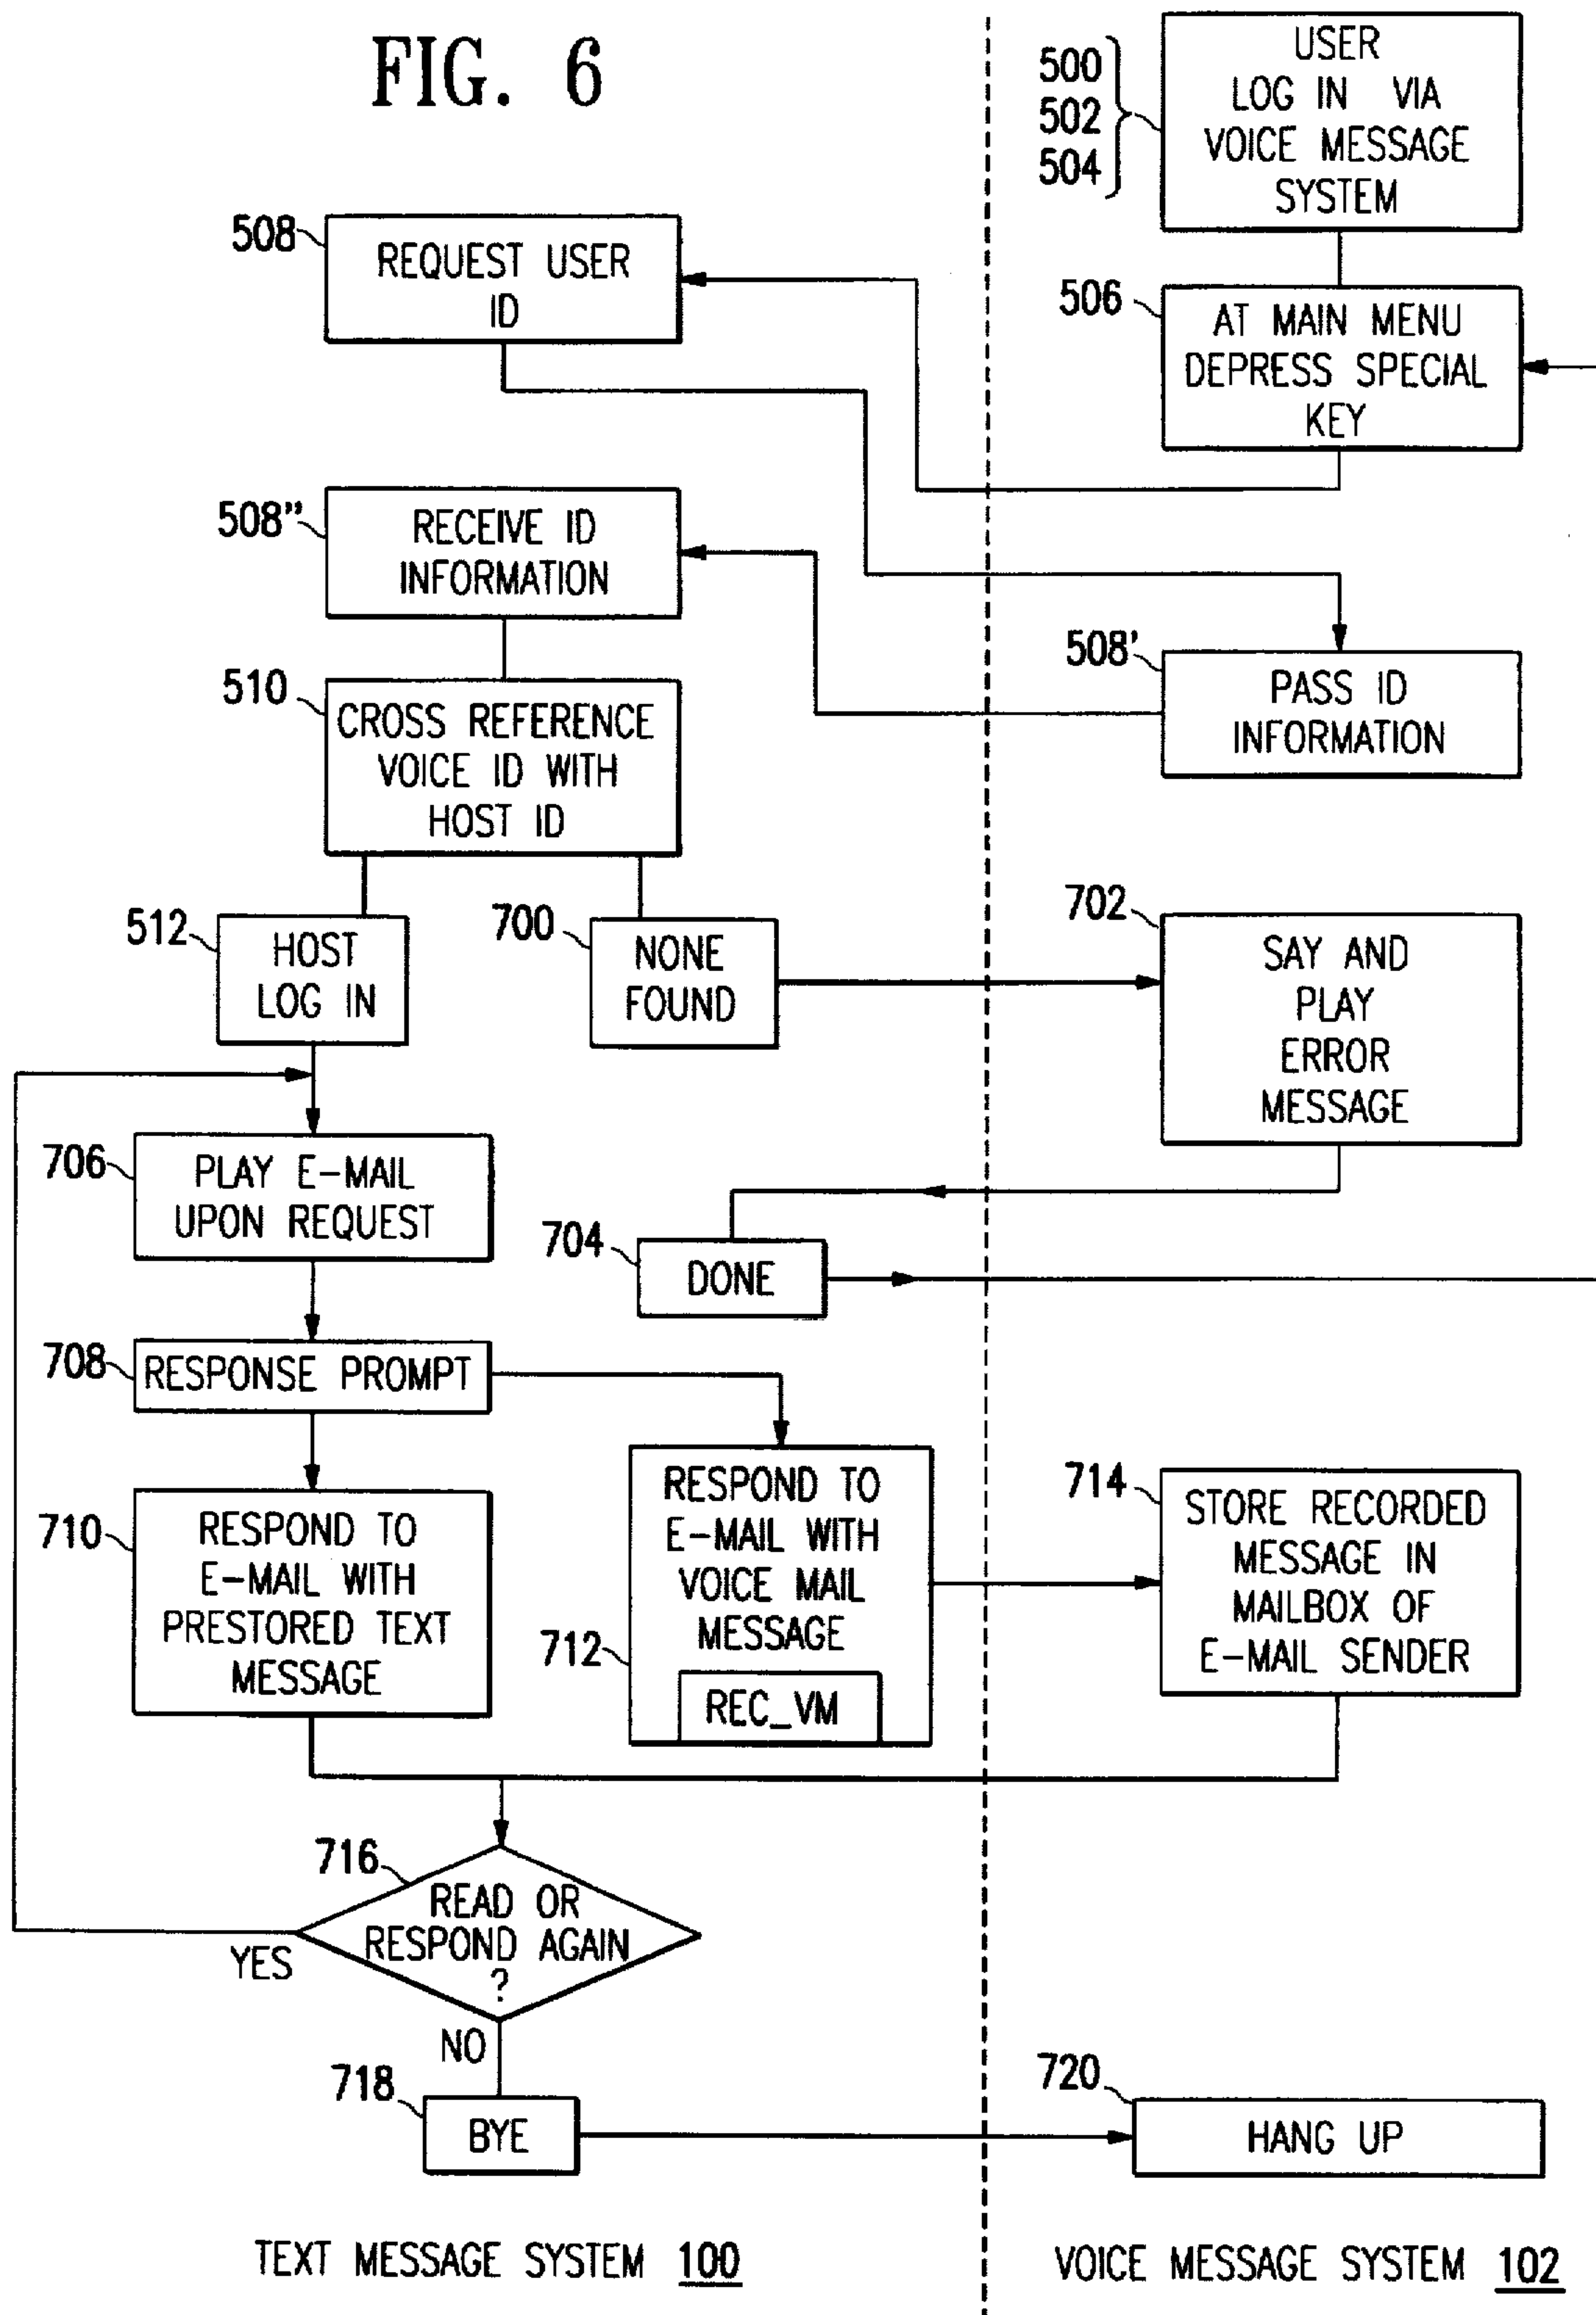 FIG. 6
500
502
504
USER
LOG IN VIA
VOICE MESSAGE
SYSTEM
508
REQUEST USER
ID
506
AT MAIN MENU
DEPRESS SPECIAL
KEY
508"
RECEIVE ID
INFORMATION
508'
PASS ID
INFORMATION
510
CROSS REFERENCE
VOICE ID WITH
HOST ID
512
HOST
LOG IN
700
NONE
FOUND
702
SAY AND
PLAY
ERROR
MESSAGE
706
PLAY E-MAIL
UPON REQUEST
704
DONE
708
RESPONSE PROMPT
710
RESPOND TO
E-MAIL WITH
PRESTORED TEXT
MESSAGE
712
RESPOND TO
E-MAIL WITH
VOICE MAIL
MESSAGE
REC_VM
714
STORE RECORDED
MESSAGE IN
MAILBOX OF
E-MAIL SENDER
716
READ OR
RESPOND AGAIN
?
YES
NO
718
BYE
720
HANG UP
TEXT MESSAGE SYSTEM 100
VOICE MESSAGE SYSTEM 102